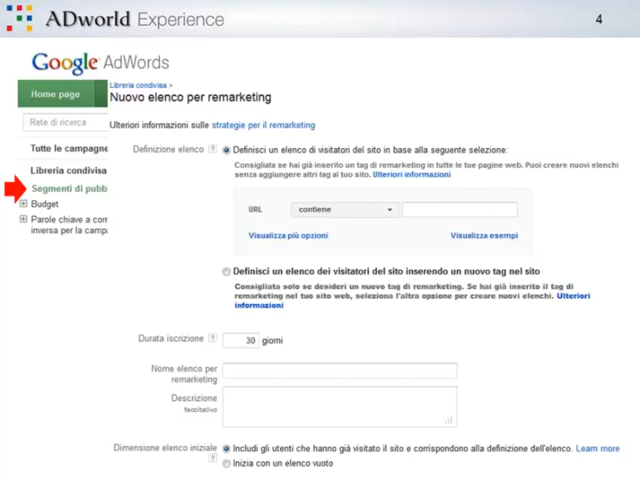 ADworld Experience
4
Google AdWords
Home page
Libreria condivisa >
Nuovo elenco per remarketing
Rete di ricerca
Ulteriori informazioni sulle strategie per il remarketing
Tutte le campagne
Libreria condivisa
Segmenti di pubb
Budget
Parole chiave a corr
inversa per la campa
Definizione elenco ?
Definisci un elenco di visitatori del sito in base alla seguente selezione:
Consigliata se hai già inserito un tag di remarketing in tutte le tue pagine web. Puoi creare nuovi elenchi
senza aggiungere altri tag al tuo sito. Ulteriori informazioni
URL contiene
Visualizza più opzioni
Visualizza esempi
Definisci un elenco dei visitatori del sito inserendo un nuovo tag nel sito
Consigliata solo se desideri un nuovo tag di remarketing. Se hai già inserito il tag di
remarketing nel tuo sito web, seleziona l'altra opzione per creare nuovi elenchi. Ulteriori
informazioni
Durata iscrizione ? 30 giorni
Nome elenco per
remarketing
Descrizione
facoltativo
Dimensione elenco iniziale ?
Includi gli utenti che hanno già visitato il sito e corrispondono alla definizione dell'elenco. Learn more
Inizia con un elenco vuoto